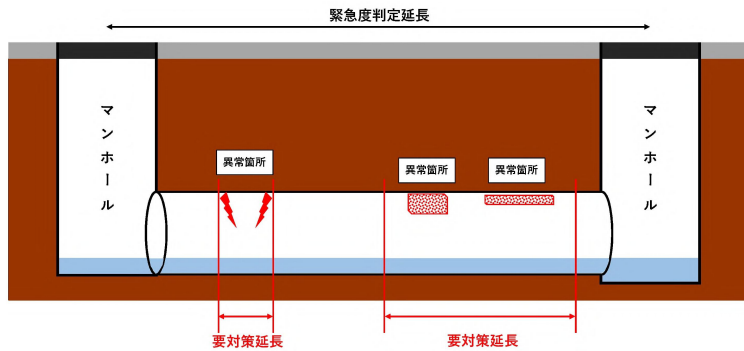 緊急度判定延長
マンホール
マンホール
異常箇所
異常箇所
異常箇所
要対策延長
要対策延長